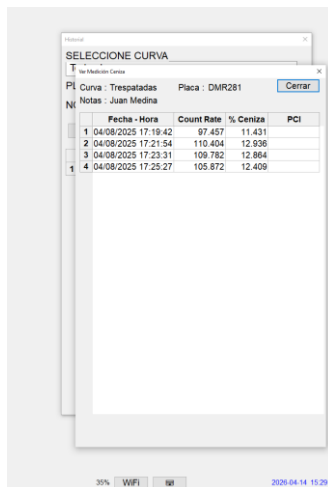 Historial
SELECCIONE CURVA
Ver Medición Ceniza
Curva : Trespatadas Placa : DMR281 Cerrar
Notas : Juan Medina
Fecha - Hora Count Rate % Ceniza PCI
1 04/08/2025 17:19:42 97.457 11.431
2 04/08/2025 17:21:54 110.404 12.936
3 04/08/2025 17:23:31 109.782 12.864
4 04/08/2025 17:25:27 105.872 12.409
35% WiFi 2026-04-14 15:29